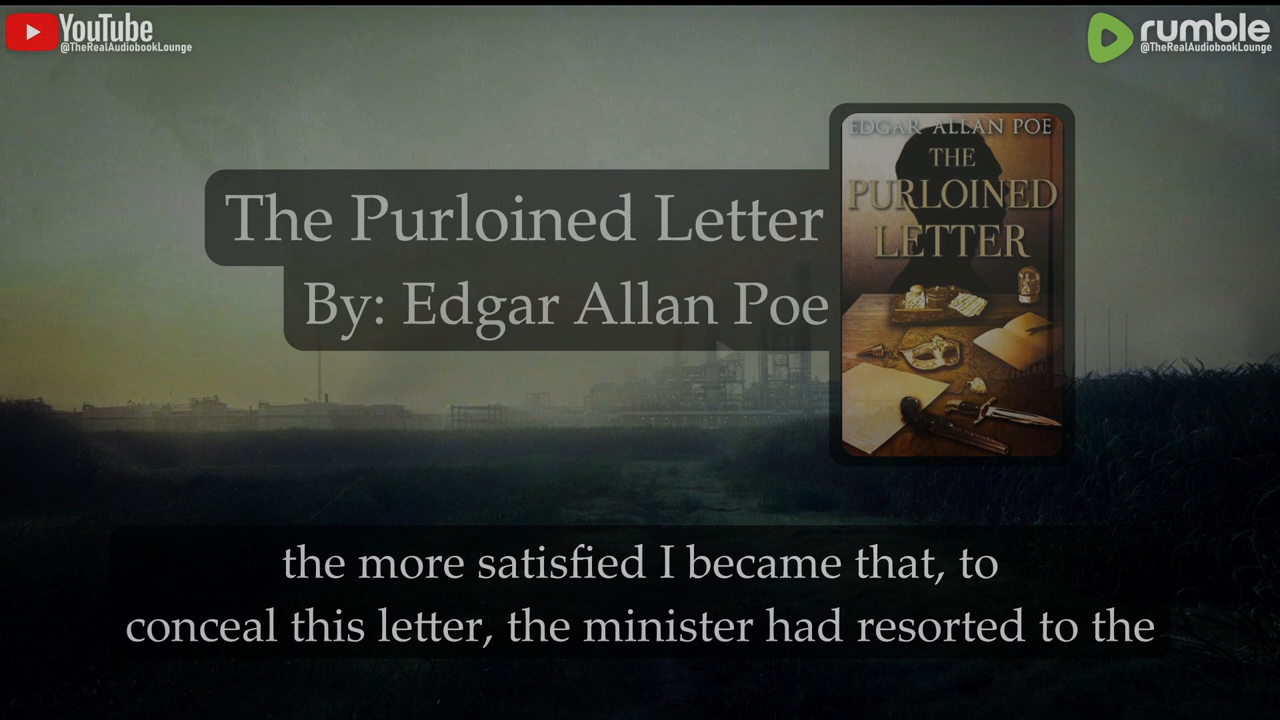 YouTube
@TheRealAudiobookLounge
rumble
@TheRealAudiobookLounge
The Purloined Letter
By: Edgar Allan Poe
EDGAR ALLAN POE
THE
PURLOINED
LETTER
the more satisfied I became that, to
conceal this letter, the minister had resorted to the